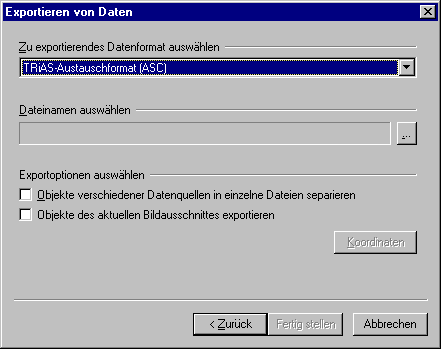 Exportieren von Daten
Zu exportierendes Datenformat auswählen
TRiAS-Austauschformat (ASC)
Dateinamen auswählen
...
Exportoptionen auswählen
Objekte verschiedener Datenquellen in einzelne Dateien separieren
Objekte des aktuellen Bildausschnittes exportieren
Koordinaten
< Zurück Fertig stellen Abbrechen